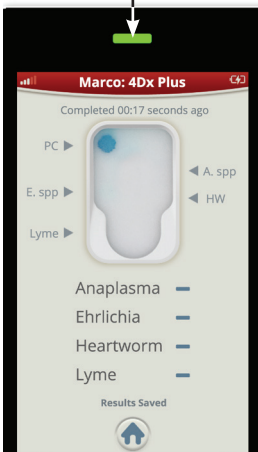 Marco: 4Dx Plus
Completed 00:17 seconds ago
PC
A. spp
E. spp
HW
Lyme
Anaplasma –
Ehrlichia –
Heartworm –
Lyme –
Results Saved